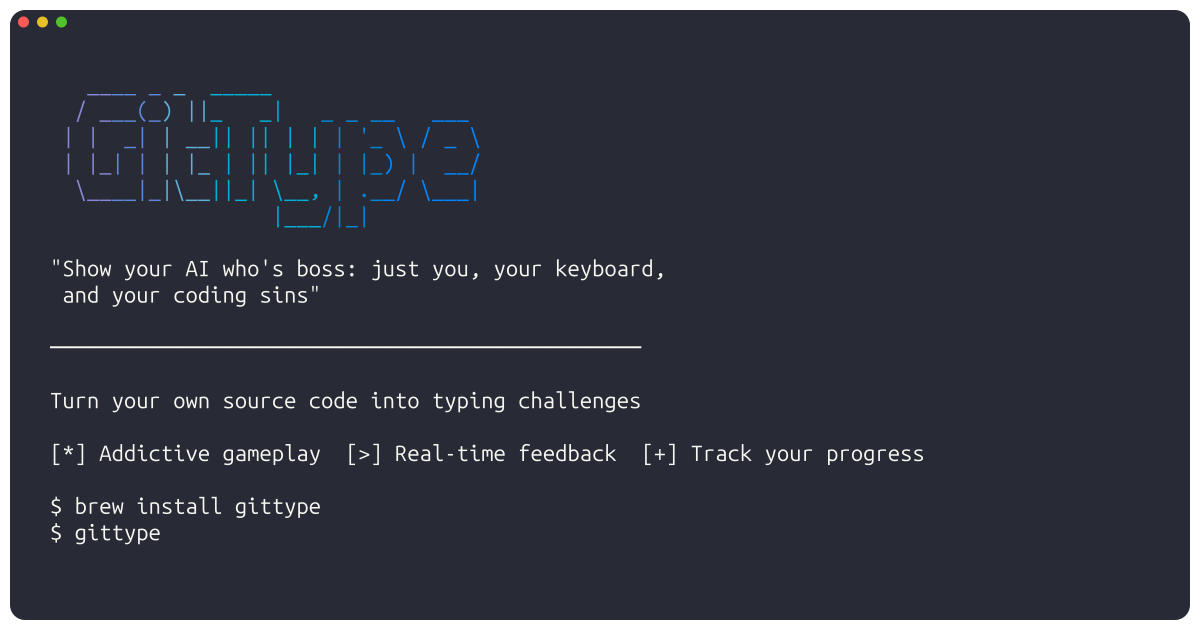 GitType
"Show your AI who's boss: just you, your keyboard,
and your coding sins"
Turn your own source code into typing challenges
[*] Addictive gameplay  [>] Real-time feedback  [+] Track your progress
$ brew install gittype
$ gittype